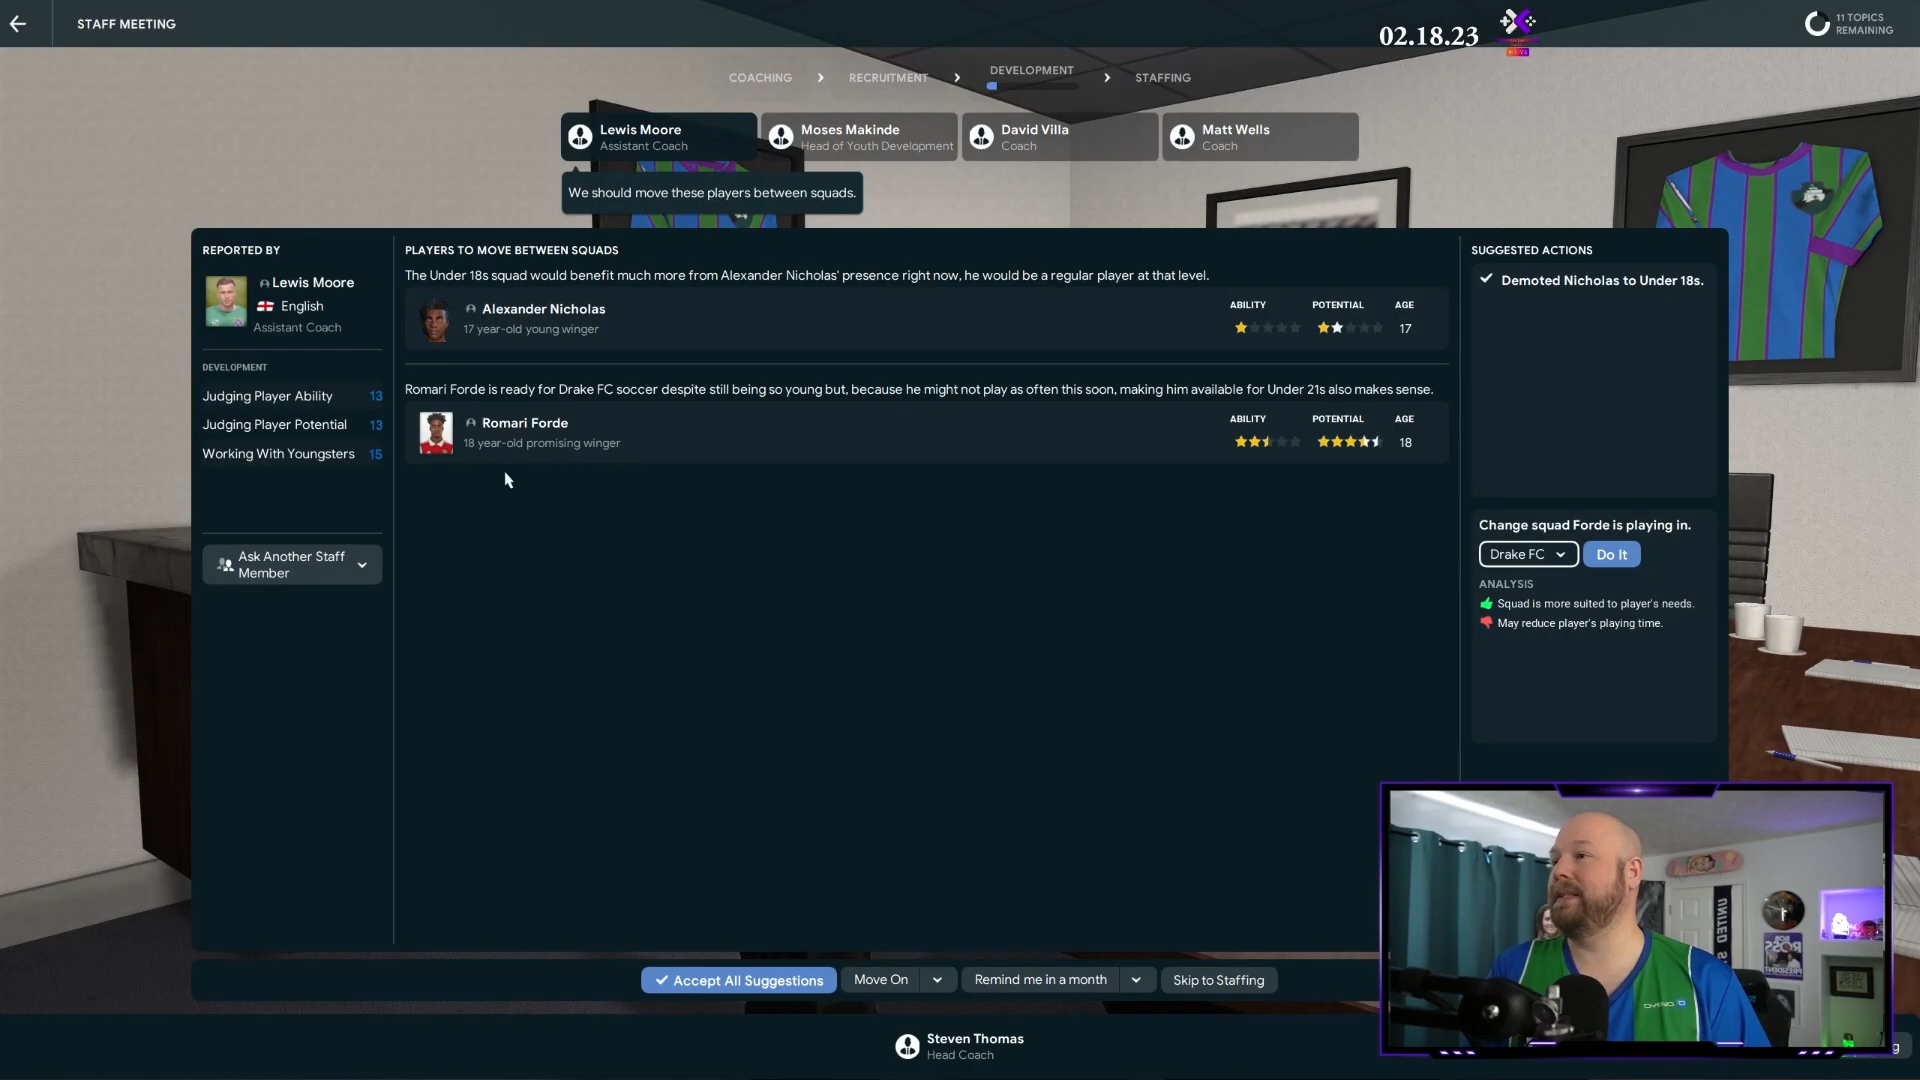 STAFF MEETING
02.18.23
11 TOPICS
REMAINING
COACHING
RECRUITMENT
DEVELOPMENT
STAFFING
Lewis Moore
Assistant Coach
Moses Makinde
Head of Youth Development
David Villa
Coach
Matt Wells
Coach
We should move these players between squads.
REPORTED BY
Lewis Moore
English
Assistant Coach
DEVELOPMENT
Judging Player Ability 13
Judging Player Potential 13
Working With Youngsters 15
Ask Another Staff
Member
PLAYERS TO MOVE BETWEEN SQUADS
The Under 18s squad would benefit much more from Alexander Nicholas' presence right now, he would be a regular player at that level.
Alexander Nicholas
17 year-old young winger
ABILITY POTENTIAL AGE
17
Romari Forde is ready for Drake FC soccer despite still being so young but, because he might not play as often this soon, making him available for Under 21s also makes sense.
Romari Forde
18 year-old promising winger
ABILITY POTENTIAL AGE
18
SUGGESTED ACTIONS
Demoted Nicholas to Under 18s.
Change squad Forde is playing in.
Drake FC Do It
ANALYSIS
Squad is more suited to player's needs.
May reduce player's playing time.
Accept All Suggestions
Move On
Remind me in a month
Skip to Staffing
Steven Thomas
Head Coach
UNITED
BOB
ROSS
PRESIDENT
g